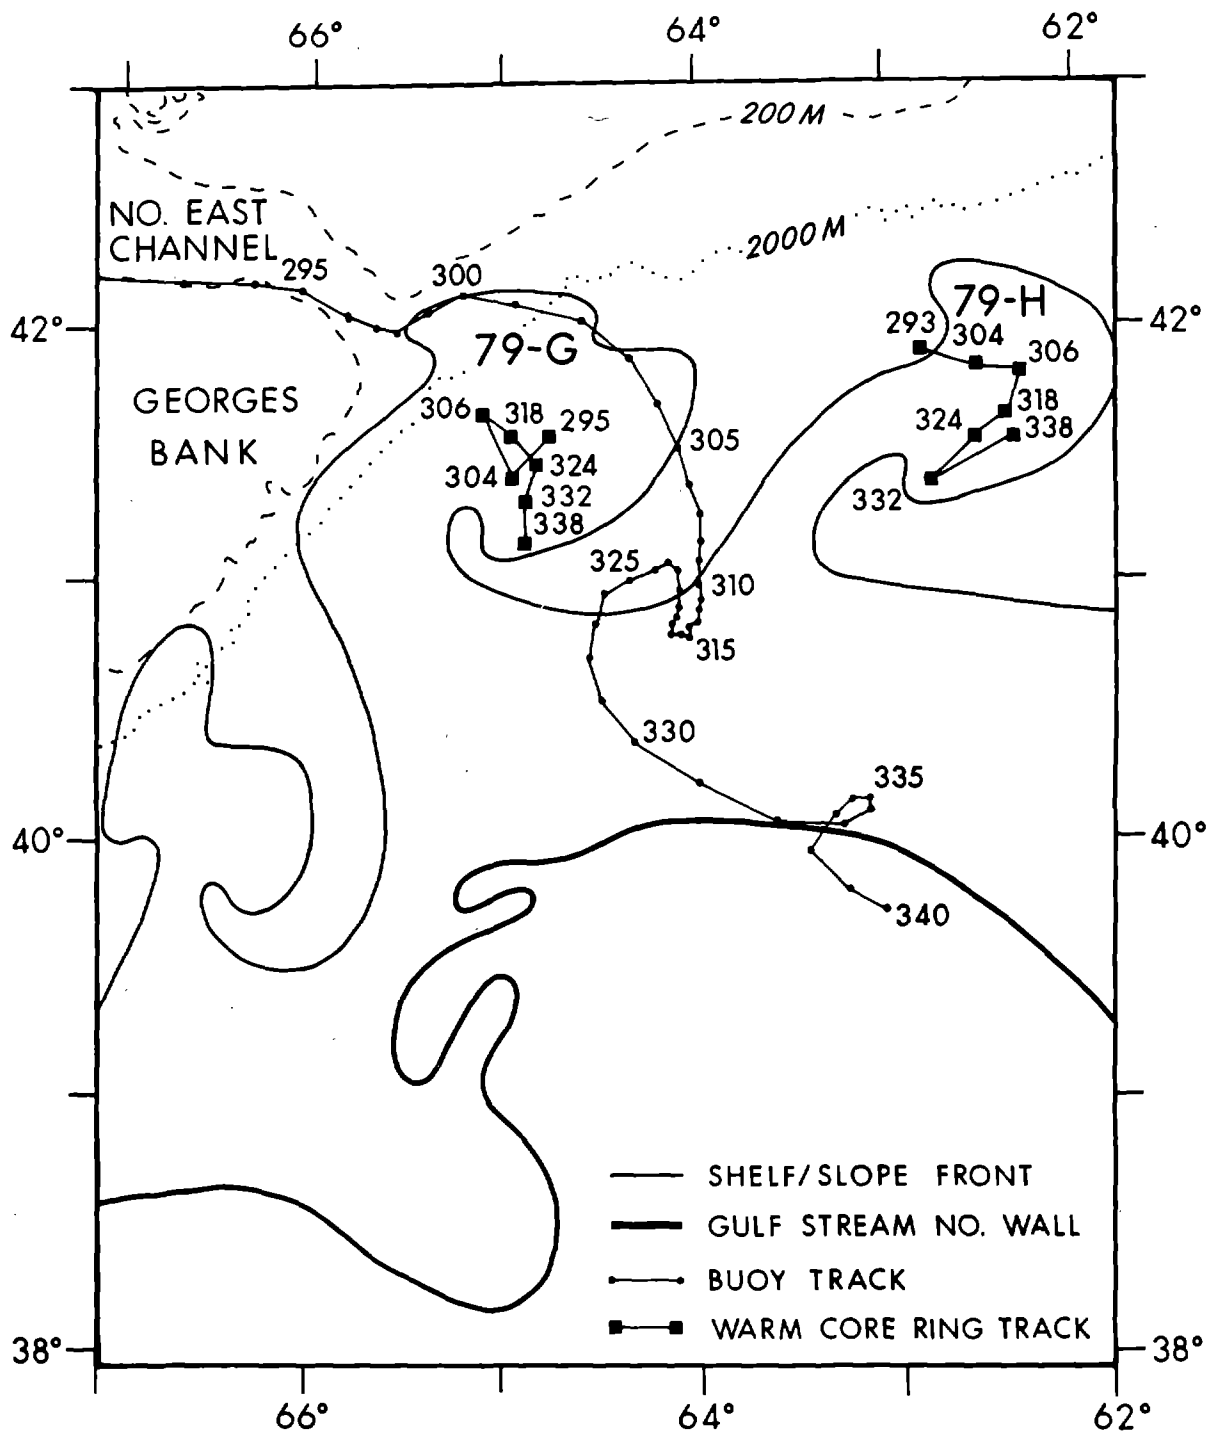 66° 64° 62°
200 M
NO. EAST
CHANNEL
2000 M
295
300
79-H
42°
42°
293 304 306
79-G
GEORGES
BANK
306 318 295
318
324 338
305
304 324
332
332
338
325
310
315
330
335
40°
40°
340
SHELF/SLOPE FRONT
GULF STREAM NO. WALL
BUOY TRACK
WARM CORE RING TRACK
38°
38°
66° 64° 62°